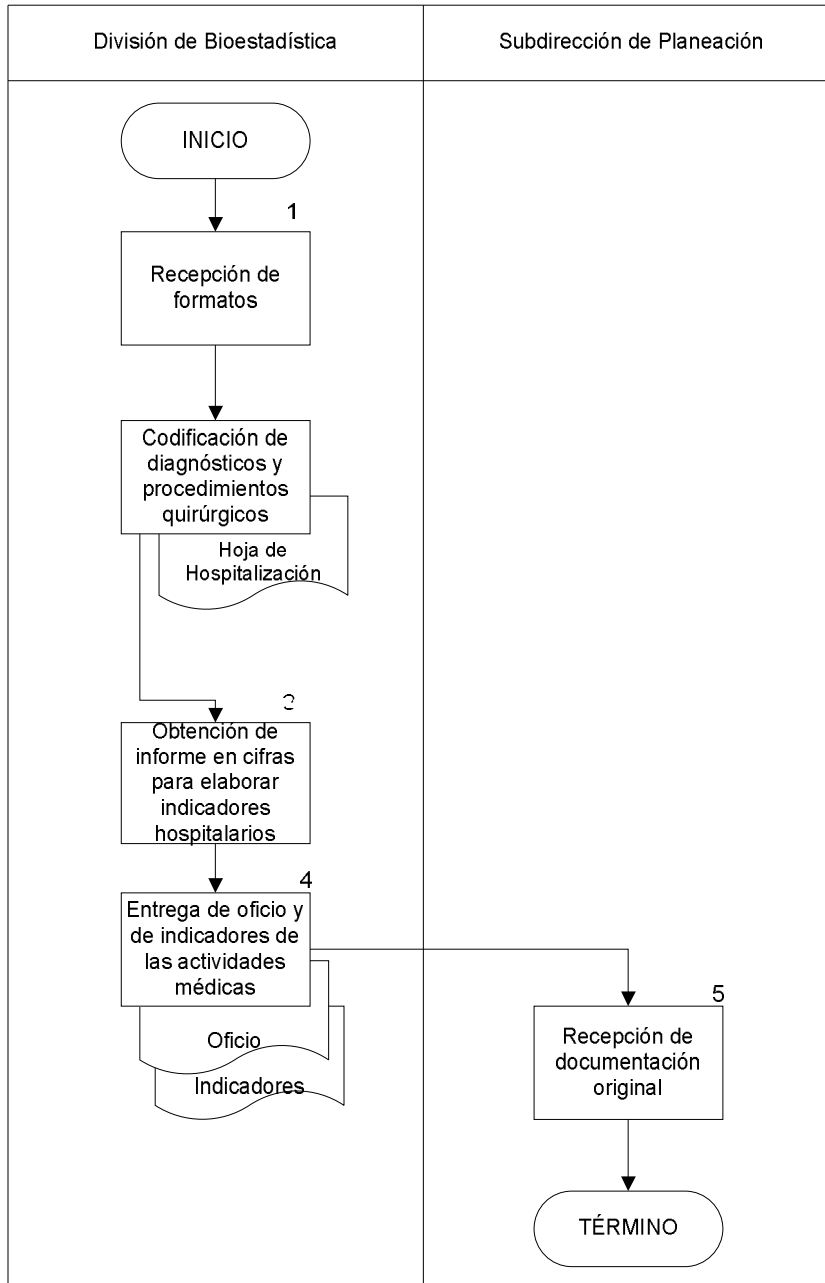 División de Bioestadística
Subdirección de Planeación
INICIO
1
Recepción de
formatos
Codificación de
diagnósticos y
procedimientos
quirúrgicos
Hoja de
Hospitalización
Obtención de
informe en cifras
para elaborar
indicadores
hospitalarios
4
Entrega de oficio y
de indicadores de
las actividades
médicas
Oficio
Indicadores
5
Recepción de
documentación
original
TÉRMINO